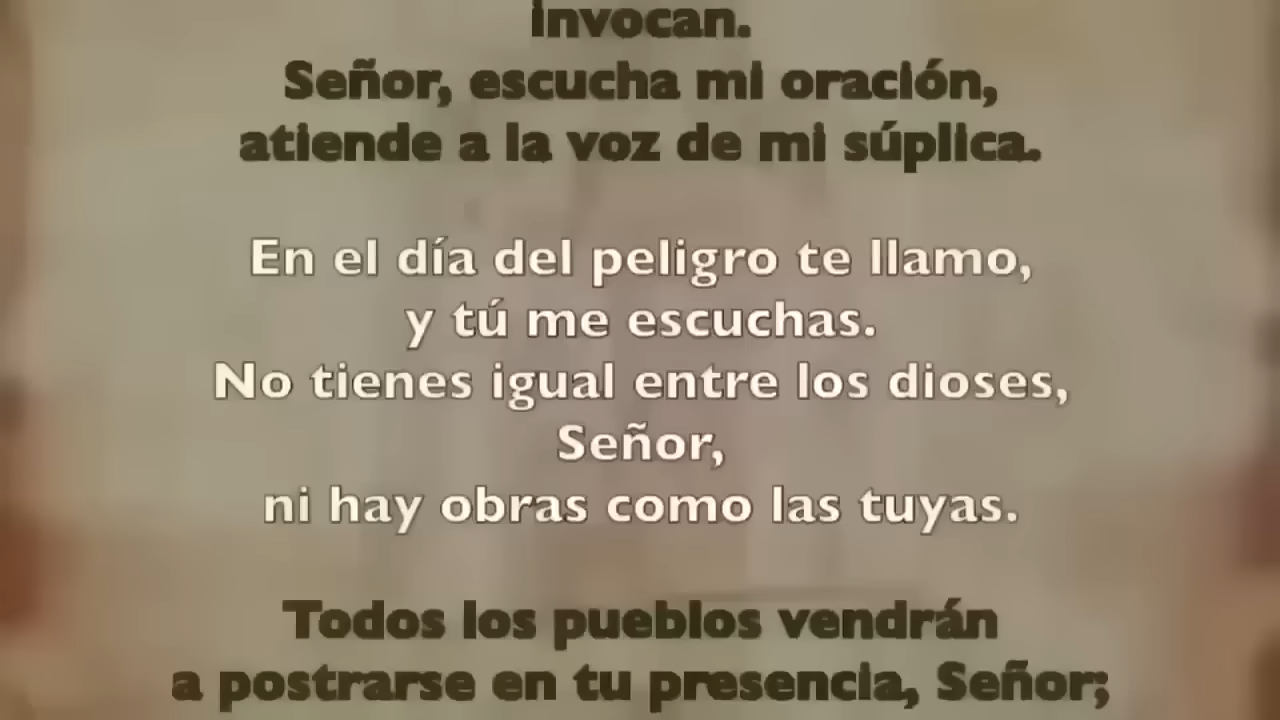 invocan.
Señor, escucha mi oración,
atiende a la voz de mi súplica.
En el día del peligro te llamo,
y tú me escuchas.
No tienes igual entre los dioses,
Señor,
ni hay obras como las tuyas.
Todos los pueblos vendrán
a postrarse en tu presencia, Señor;